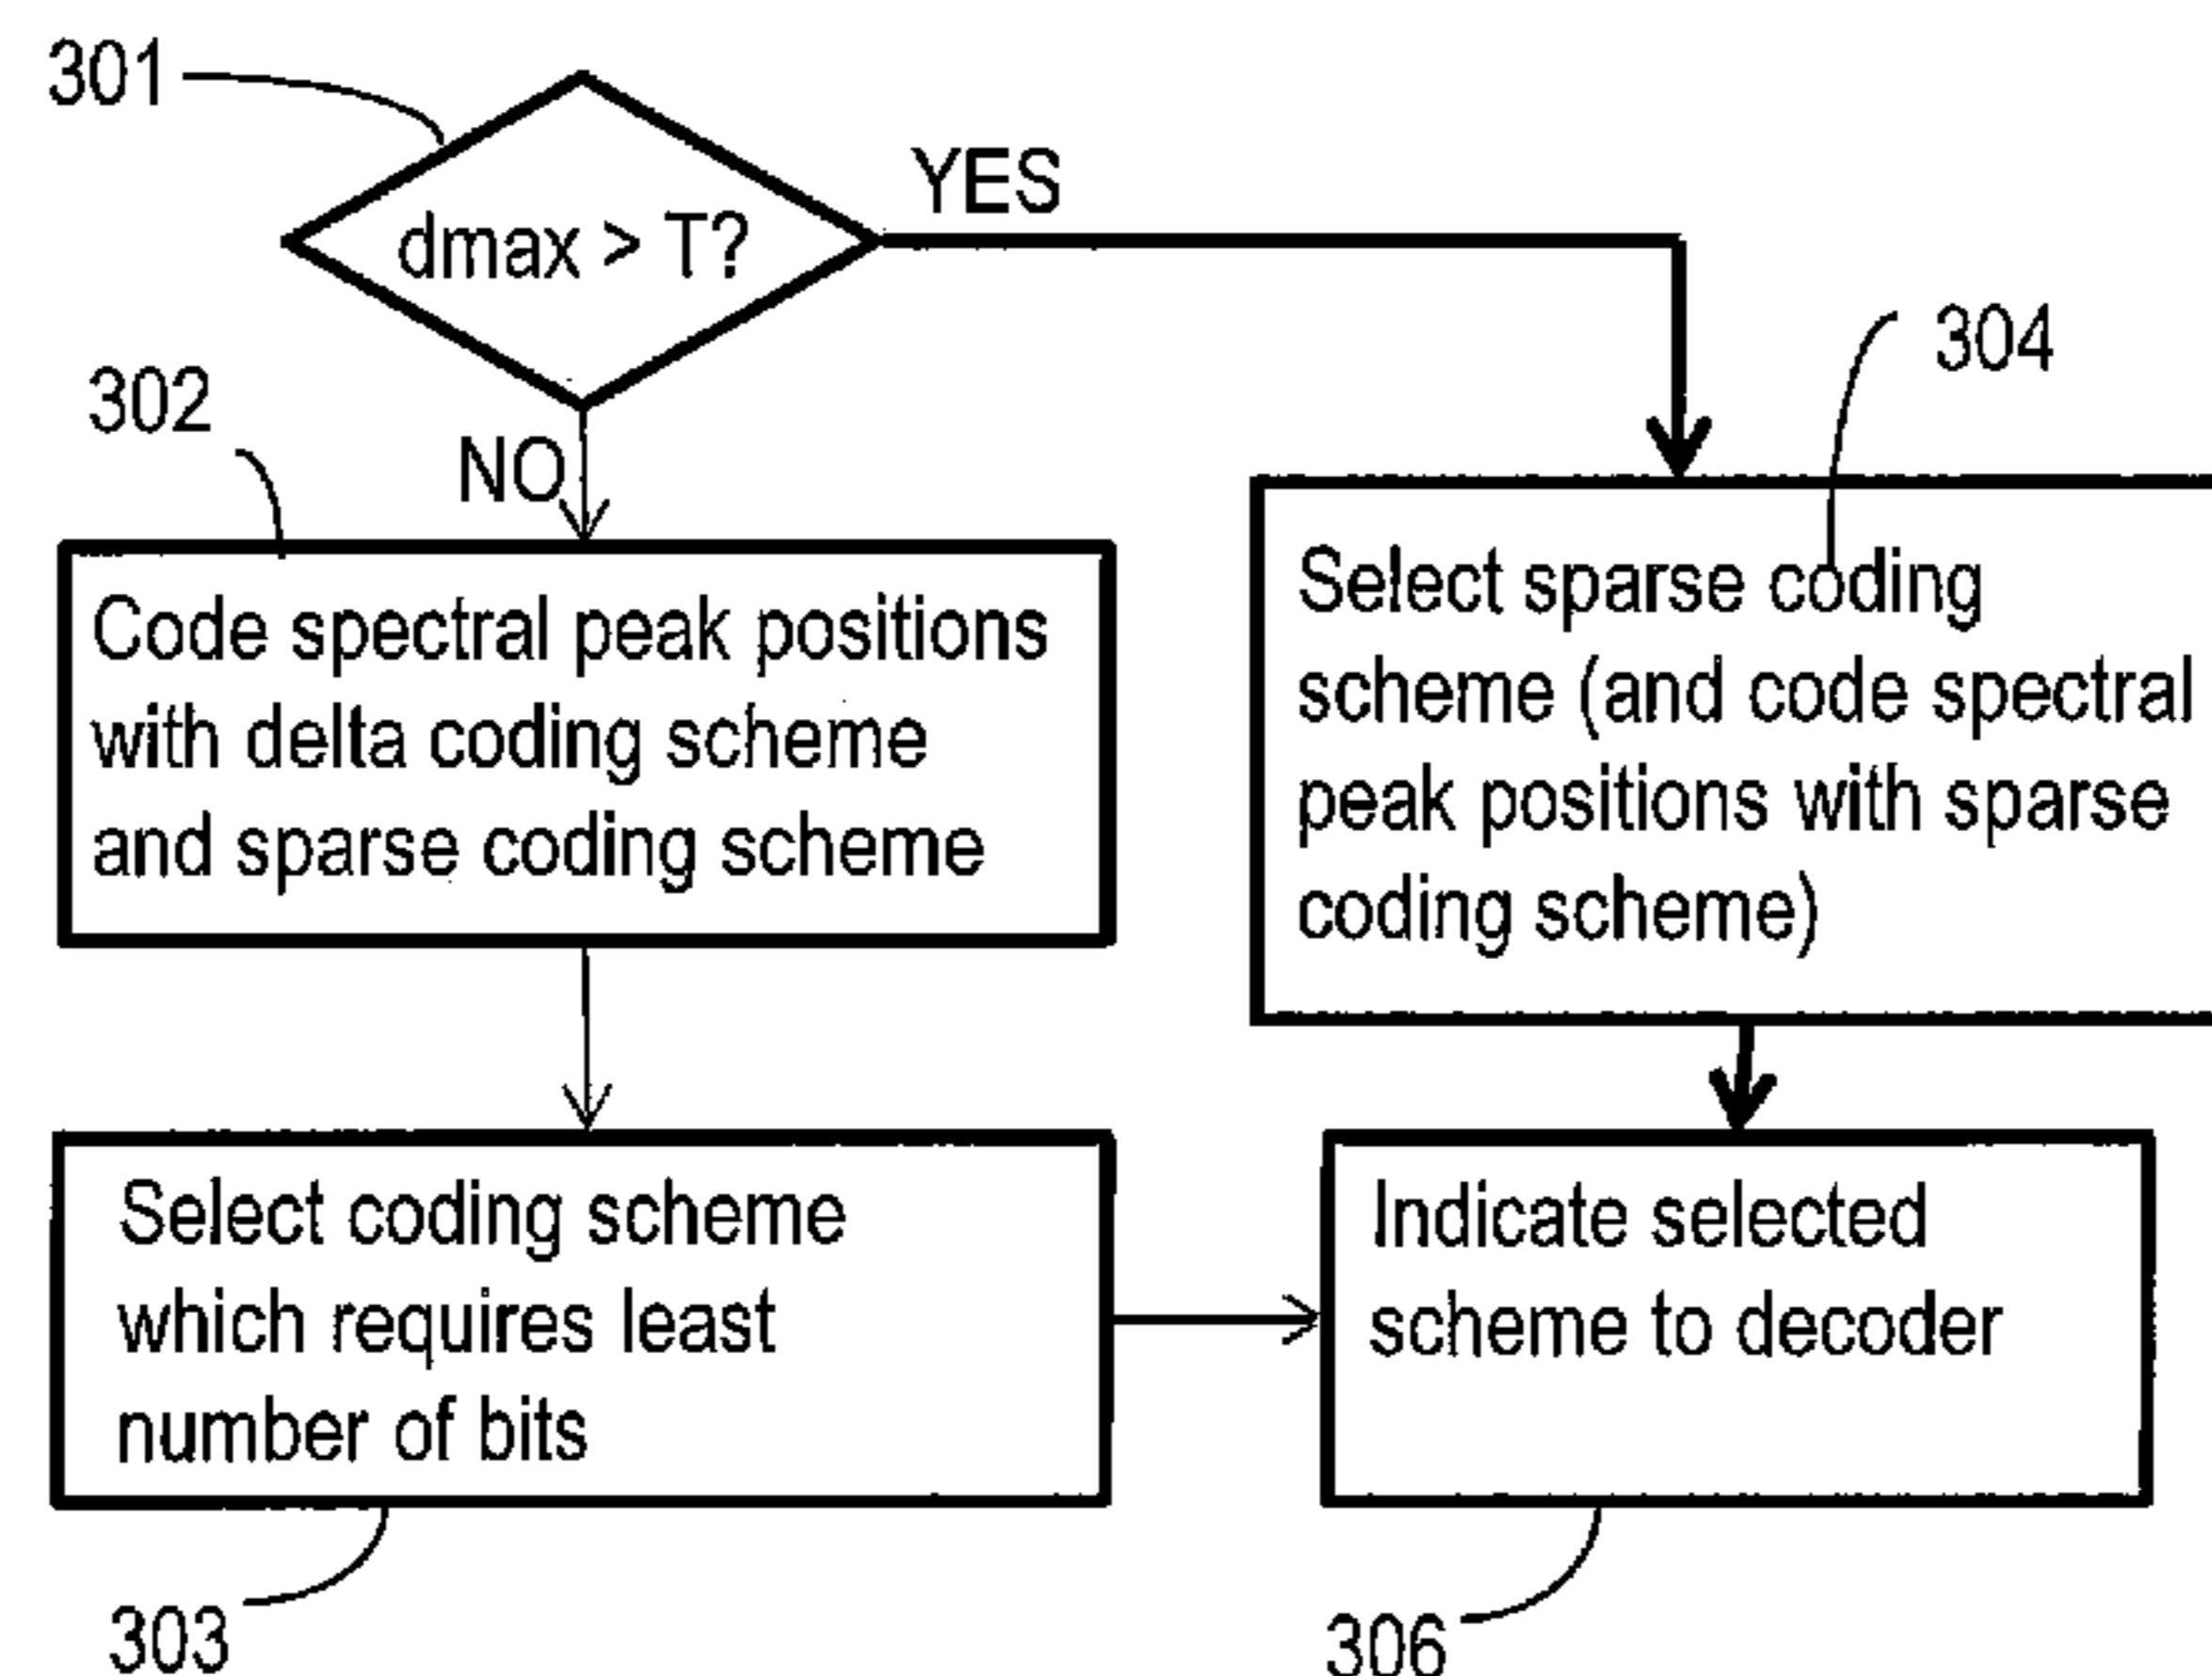 301
dmax > T?
YES
304
302
NO
Code spectral peak positions
with delta coding scheme
and sparse coding scheme
Select sparse coding
scheme (and code spectral
peak positions with sparse
coding scheme)
Select coding scheme
which requires least
number of bits
Indicate selected
scheme to decoder
303
306